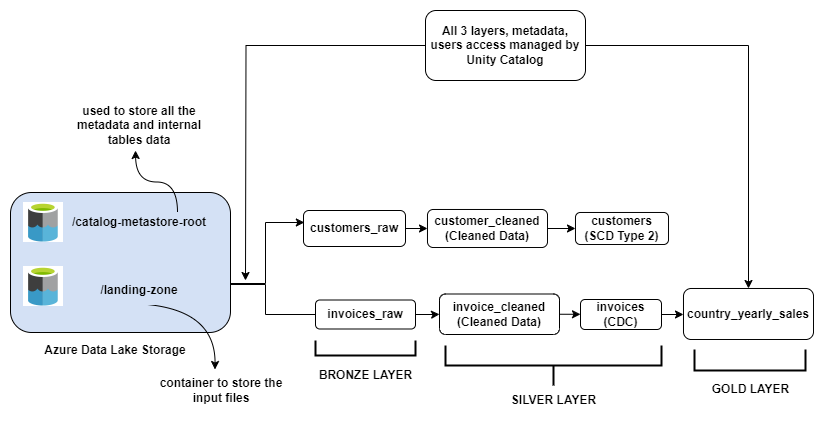 All 3 layers, metadata,
users access managed by
Unity Catalog
used to store all the
metadata and internal
tables data
/catalog-metastore-root
/landing-zone
Azure Data Lake Storage
container to store the
input files
customers_raw
customer_cleaned
(Cleaned Data)
customers
(SCD Type 2)
invoices_raw
invoice_cleaned
(Cleaned Data)
invoices
(CDC)
country_yearly_sales
BRONZE LAYER
SILVER LAYER
GOLD LAYER